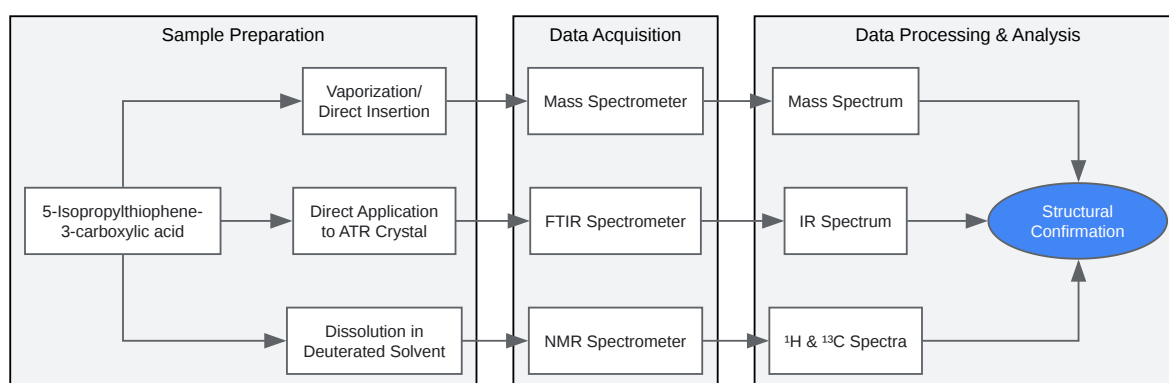 Sample Preparation
Data Acquisition
Data Processing & Analysis
Vaporization/
Direct Insertion
Mass Spectrometer
Mass Spectrum
5-Isopropylthiophene-
3-carboxylic acid
Direct Application
to ATR Crystal
FTIR Spectrometer
IR Spectrum
Structural
Confirmation
Dissolution in
Deuterated Solvent
NMR Spectrometer
¹H & ¹³C Spectra